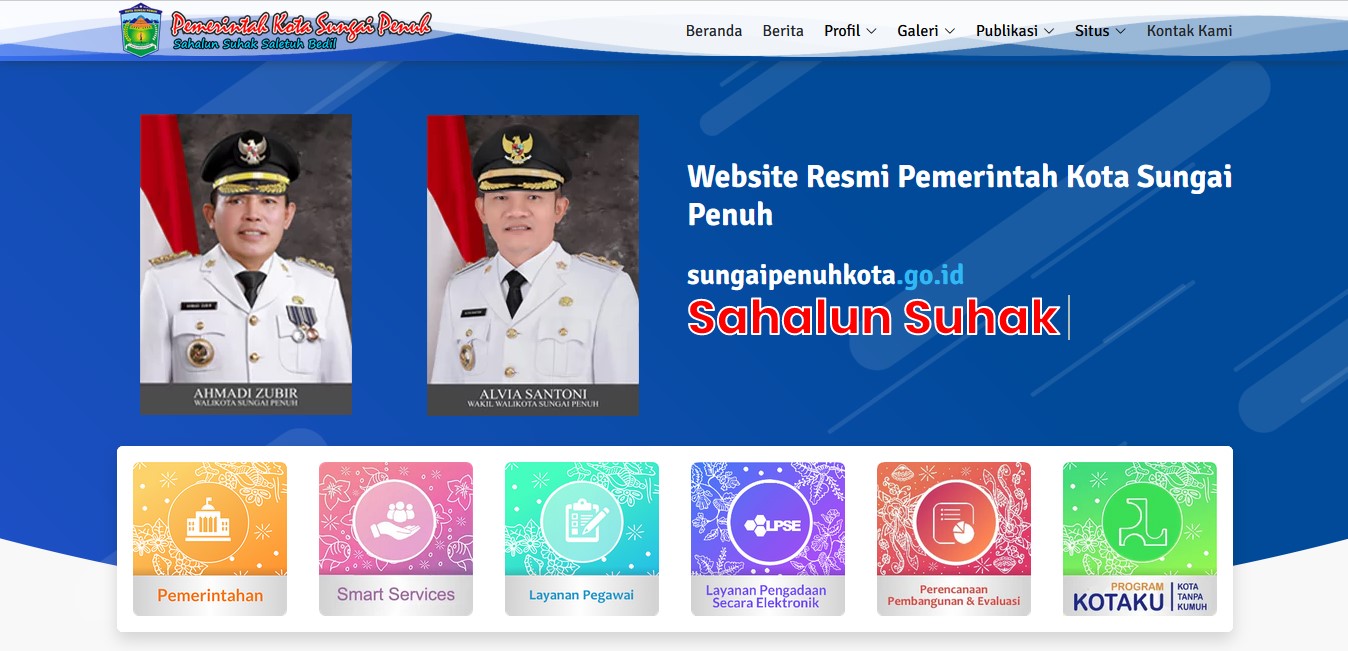 Pemerintah Kota Sungai Penuh
Sahalun Suhak Saletuh Bedil
Beranda Berita Profil Galeri Publikasi Situs Kontak Kami
Website Resmi Pemerintah Kota Sungai
Penuh
sungaipenuhkota.go.id
Sahalun Suhak
AHMADI ZUBIR
WALIKOTA SUNGAI PENUH
ALVIA SANTONI
WAKIL WALIKOTA SUNGAI PENUH
Pemerintahan
Smart Services
Layanan Pegawai
LPSE
Layanan Pengadaan
Secara Elektronik
Perencanaan
Pembangunan & Evaluasi
PROGRAM
KOTAKU
KOTA
TANPA
KUMUH